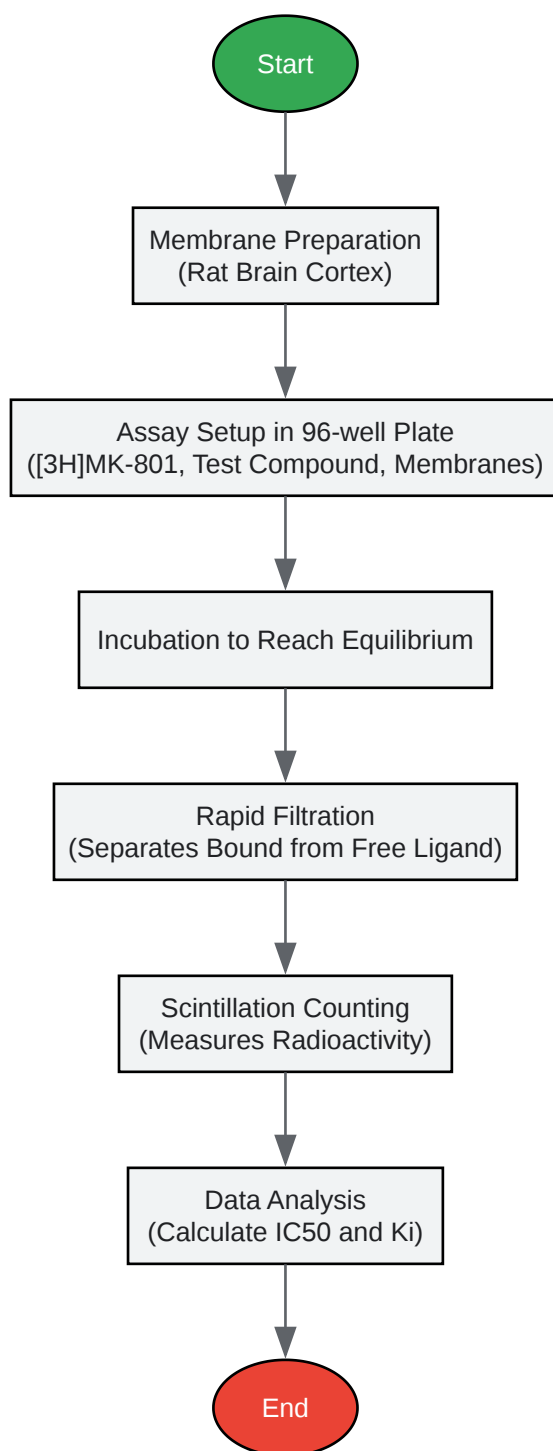 Start
Membrane Preparation
(Rat Brain Cortex)
Assay Setup in 96-well Plate
([3H]MK-801, Test Compound, Membranes)
Incubation to Reach Equilibrium
Rapid Filtration
(Separates Bound from Free Ligand)
Scintillation Counting
(Measures Radioactivity)
Data Analysis
(Calculate IC50 and Ki)
End